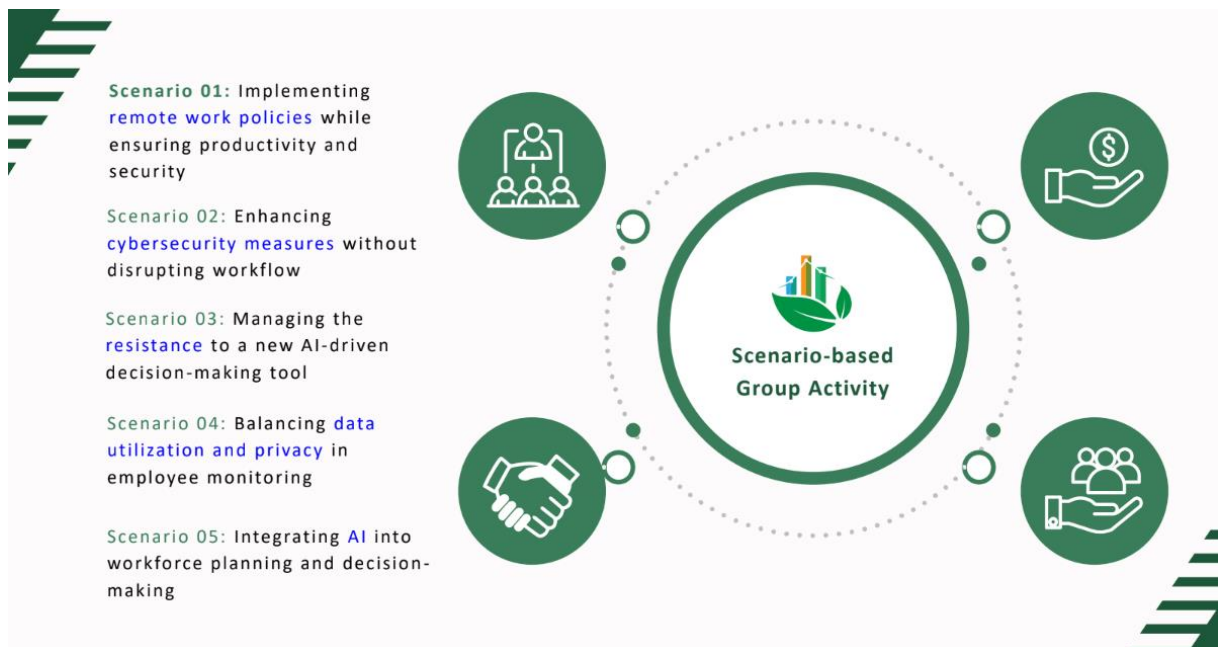 Scenario 01: Implementing
remote work policies while
ensuring productivity and
security
Scenario 02: Enhancing
cybersecurity measures without
disrupting workflow
Scenario 03: Managing the
resistance to a new AI-driven
decision-making tool
Scenario 04: Balancing data
utilization and privacy in
employee monitoring
Scenario 05: Integrating AI into
workforce planning and decision-
making
$
Scenario-based
Group Activity